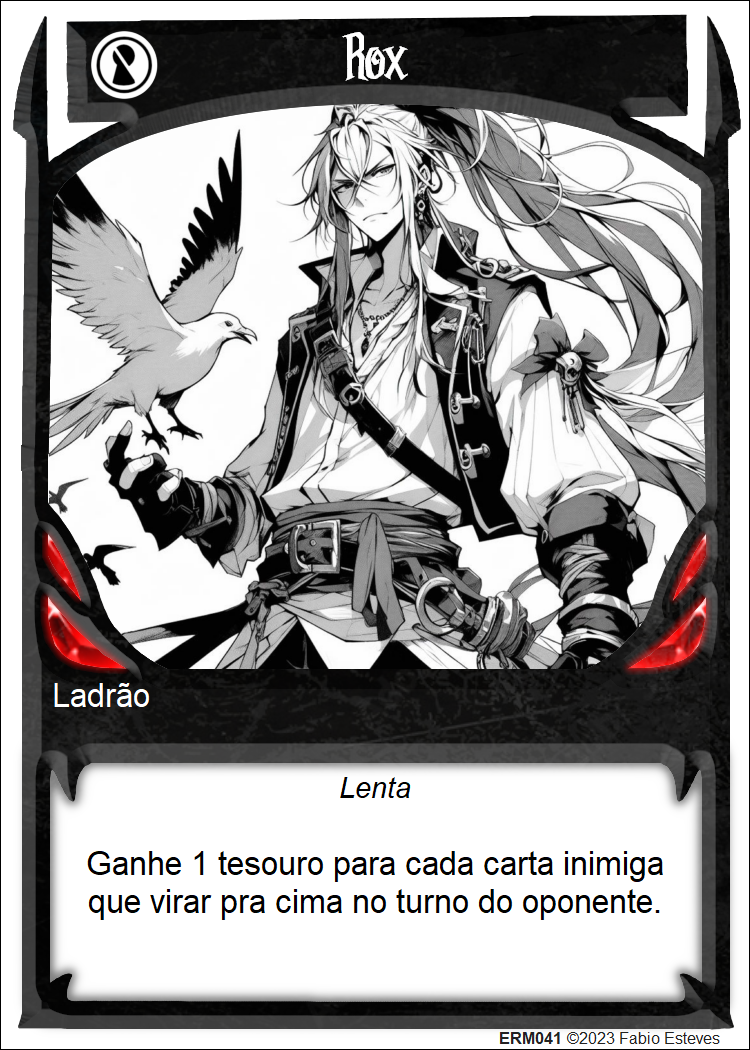 Rox
Ladrão
Lenta
Ganhe 1 tesouro para cada carta inimiga
que virar pra cima no turno do oponente.
ERM041 ©2023 Fabio Esteves